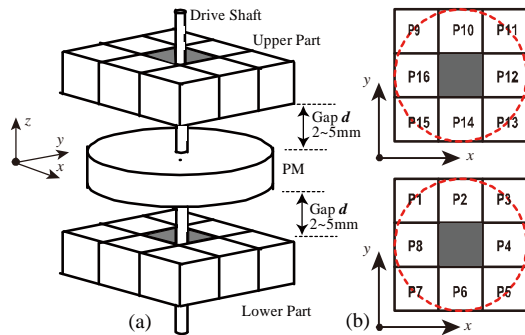 Drive Shaft
Upper Part
Gap d
2~5mm
PM
Gap d
2~5mm
Lower Part
z
y
x
(a)
P9 P10 P11
P16 P12
P15 P14 P13
y
x
P1 P2 P3
P8 P4
P7 P6 P5
y
x
(b)